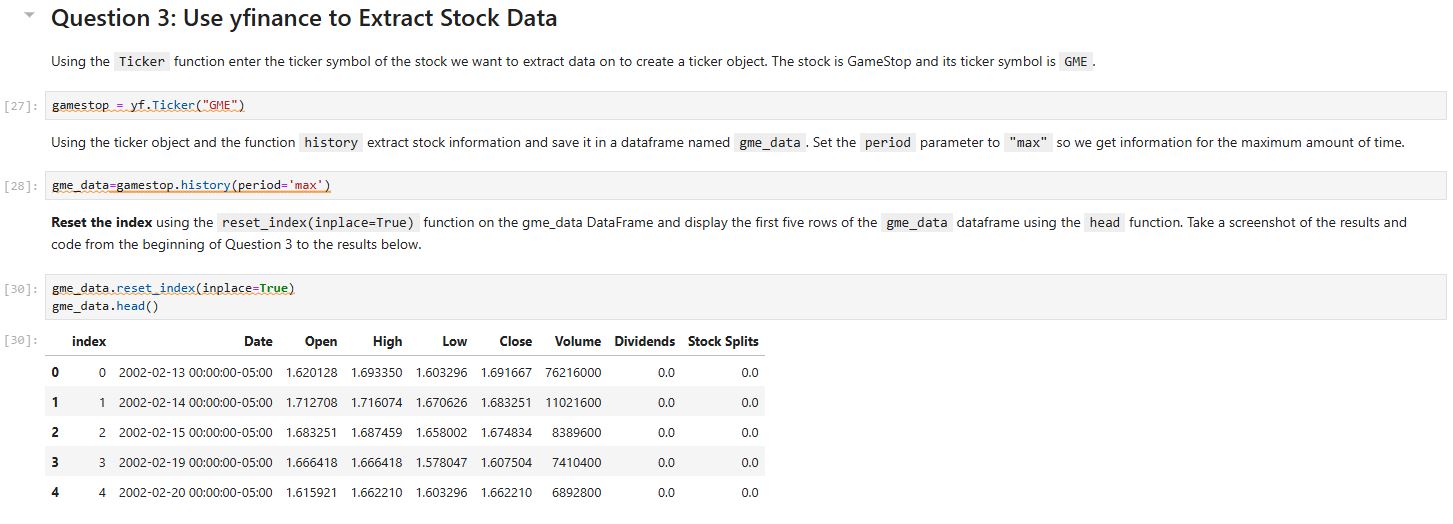 Question 3: Use yfinance to Extract Stock Data
Using the Ticker function enter the ticker symbol of the stock we want to extract data on to create a ticker object. The stock is GameStop and its ticker symbol is GME .
[27]: gamestop = yf.Ticker("GME")
Using the ticker object and the function history extract stock information and save it in a dataframe named gme_data . Set the period parameter to "max" so we get information for the maximum amount of time.
[28]: gme_data=gamestop.history(period='max')
Reset the index using the reset_index(inplace=True) function on the gme_data DataFrame and display the first five rows of the gme_data dataframe using the head function. Take a screenshot of the results and
code from the beginning of Question 3 to the results below.
[30]: gme_data.reset_index(inplace=True)
gme_data.head()
[30]: index Date Open High Low Close Volume Dividends Stock Splits
0 0 2002-02-13 00:00:00-05:00 1.620128 1.693350 1.603296 1.691667 76216000 0.0 0.0
1 1 2002-02-14 00:00:00-05:00 1.712708 1.716074 1.670626 1.683251 11021600 0.0 0.0
2 2 2002-02-15 00:00:00-05:00 1.683251 1.687459 1.658002 1.674834 8389600 0.0 0.0
3 3 2002-02-19 00:00:00-05:00 1.666418 1.666418 1.578047 1.607504 7410400 0.0 0.0
4 4 2002-02-20 00:00:00-05:00 1.615921 1.662210 1.603296 1.662210 6892800 0.0 0.0